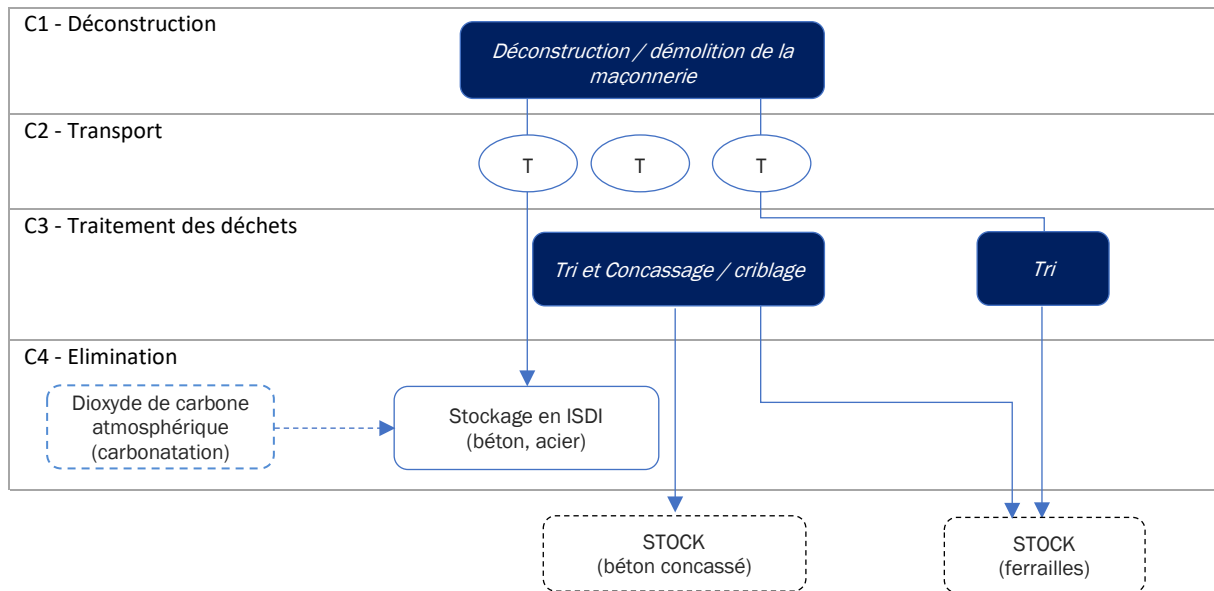 C1 - Déconstruction
Déconstruction / démolition de la
maçonnerie
C2 - Transport
T
T
T
C3 - Traitement des déchets
Tri et Concassage / criblage
Tri
C4 - Elimination
Dioxyde de carbone
atmosphérique
(carbonatation)
Stockage en ISDI
(béton, acier)
STOCK
(béton concassé)
STOCK
(ferrailles)